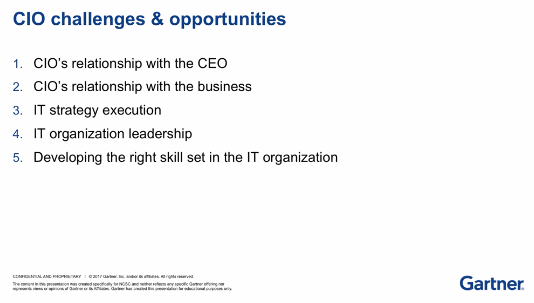 CIO challenges & opportunities
1. CIO's relationship with the CEO
2. CIO's relationship with the business
3. IT strategy execution
4. IT organization leadership
5. Developing the right skill set in the IT organization
CONFIDENTIAL AND PROPRIETARY | © 2017 Gartner, Inc. and/or its affiliates. All rights reserved.
The content in this presentation was created specifically for NGSC and neither reflects any specific Gartner offering nor
represents views or opinions of Gartner or its Affiliates. Gartner has created this presentation for educational purposes only.
Gartner